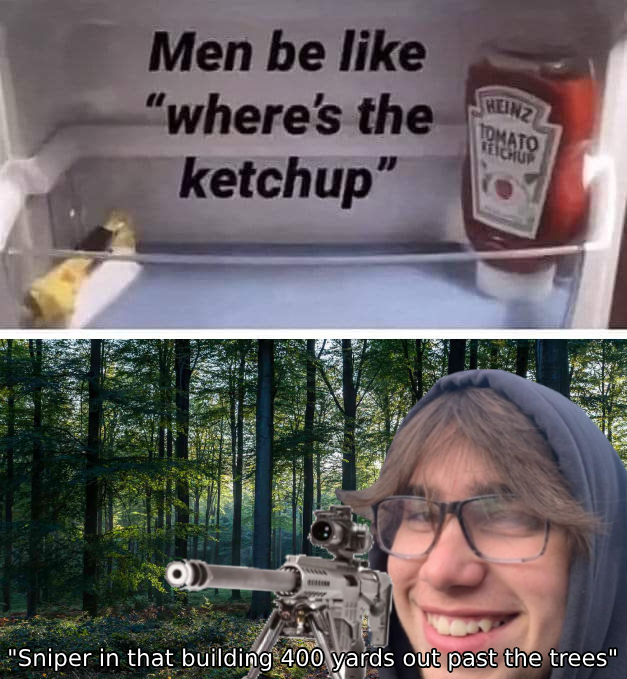 Men be like
“where’s the
ketchup”
HEINZ
TOMATO
KETCHUP
"Sniper in that building 400 yards out past the trees"